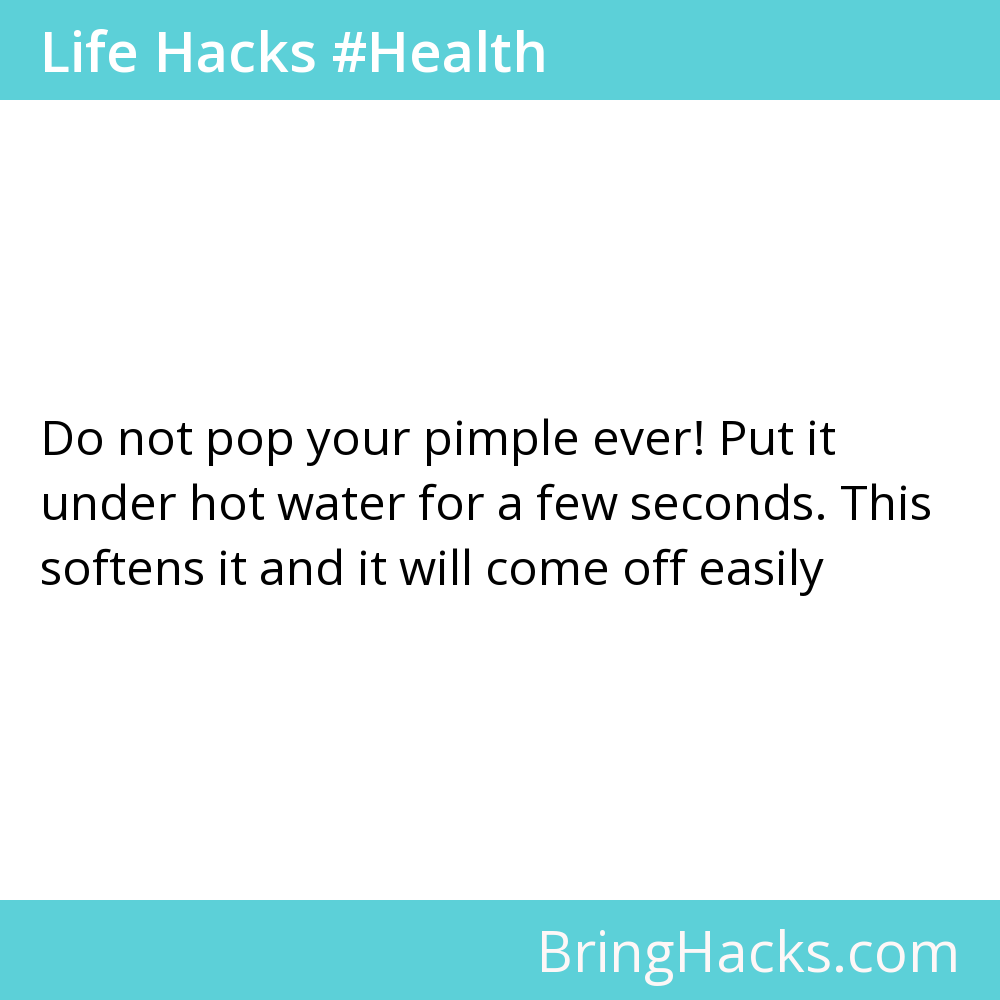 Life Hacks #Health
Do not pop your pimple ever! Put it
under hot water for a few seconds. This
softens it and it will come off easily
BringHacks.com